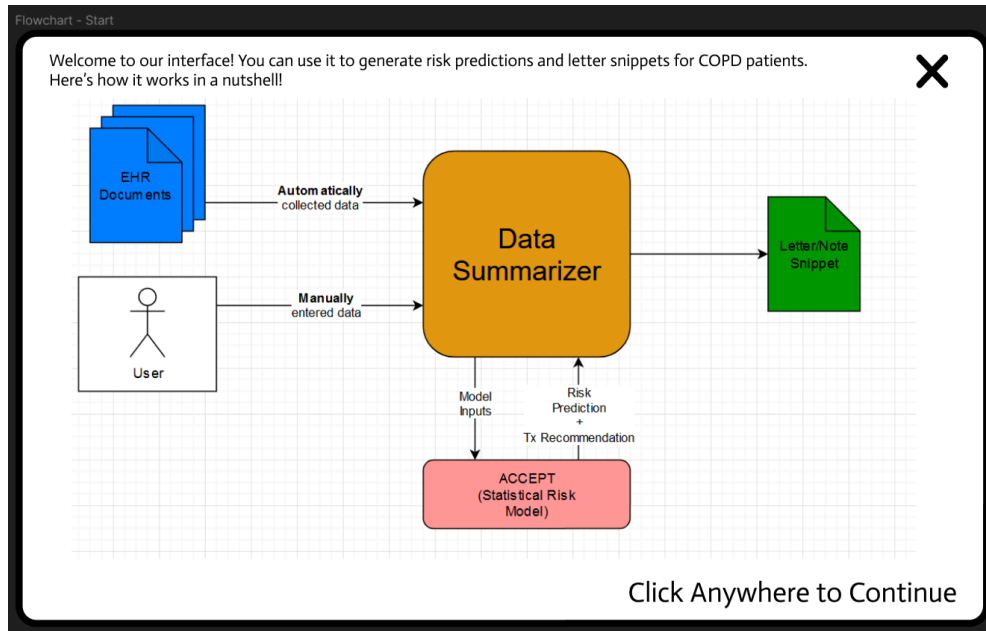 Flowchart - Start
Welcome to our interface! You can use it to generate risk predictions and letter snippets for COPD patients.
Here's how it works in a nutshell!
EHR
Documents
Automatically
collected data
Data
Summarizer
Letter/Note
Snippet
Manually
entered data
User
Model
Inputs
Risk
Prediction
+
Tx Recommendation
ACCEPT
(Statistical Risk
Model)
Click Anywhere to Continue